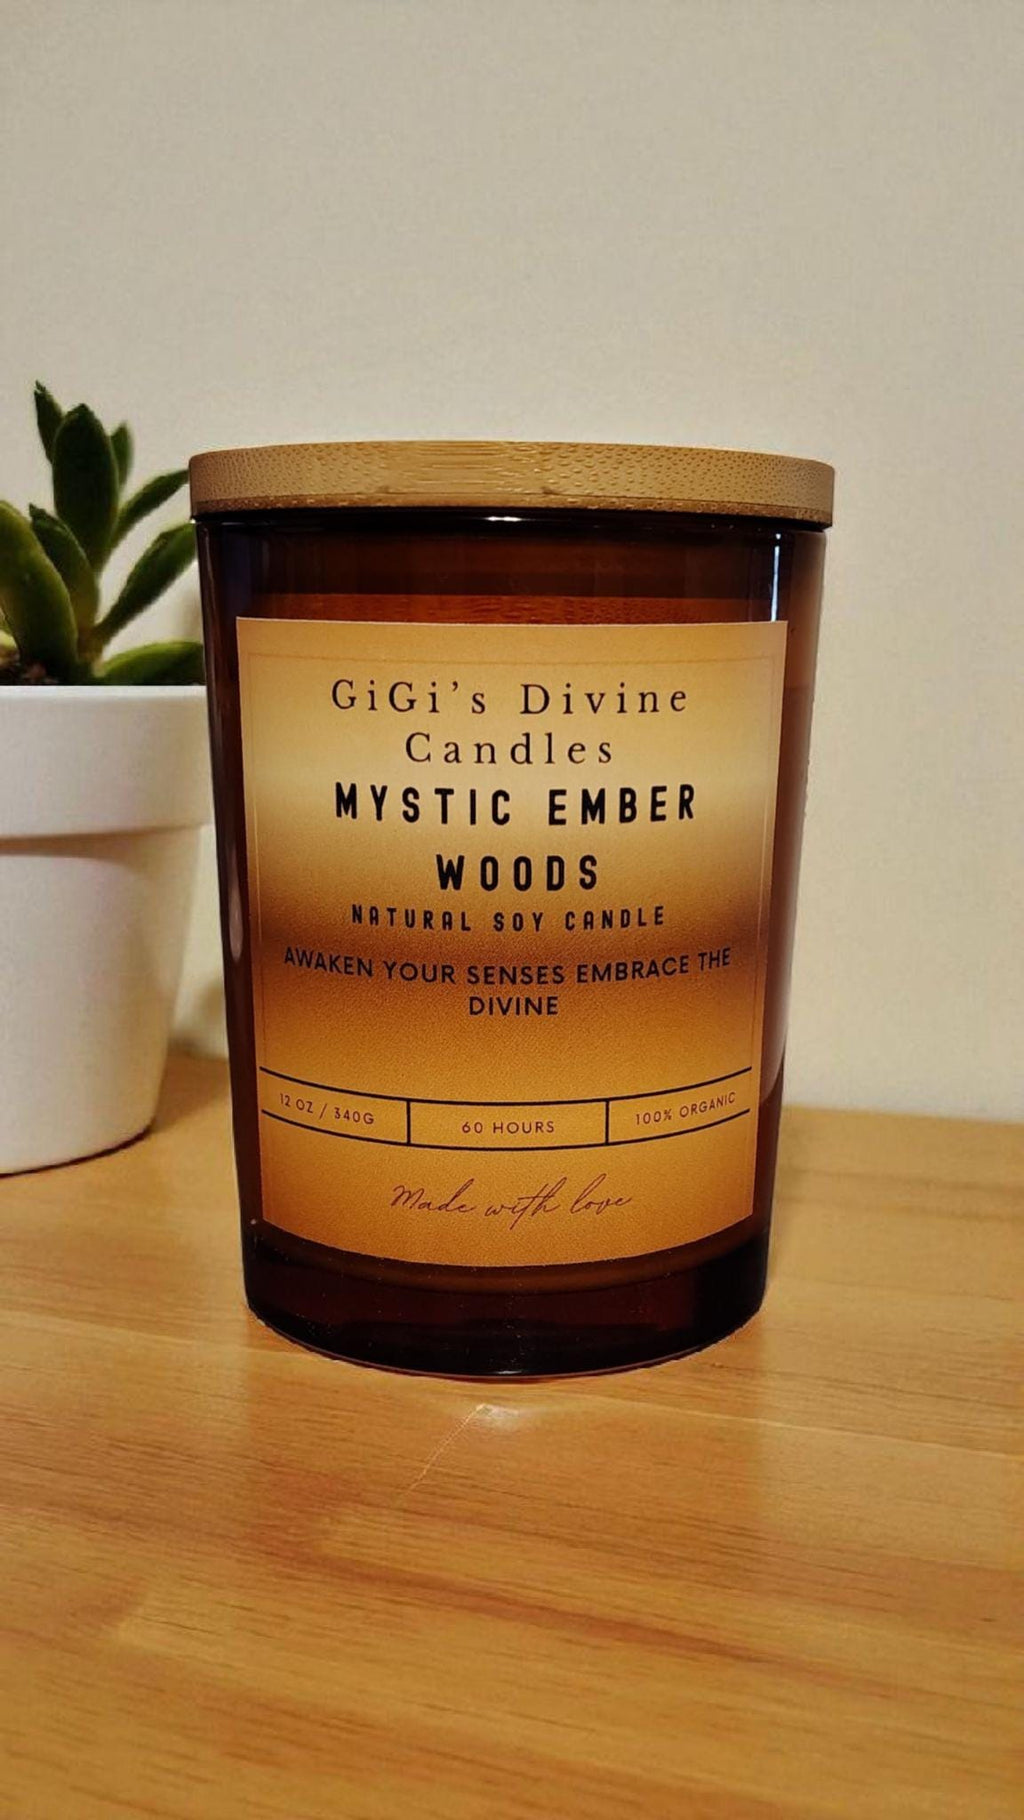 GiGi's Divine
Candles
MYSTIC EMBER
WOODS
NATURAL SOY CANDLE
AWAKEN YOUR SENSES EMBRACE THE
DIVINE
12 OZ / 340G
60 HOURS
100% ORGANIC
Made with love